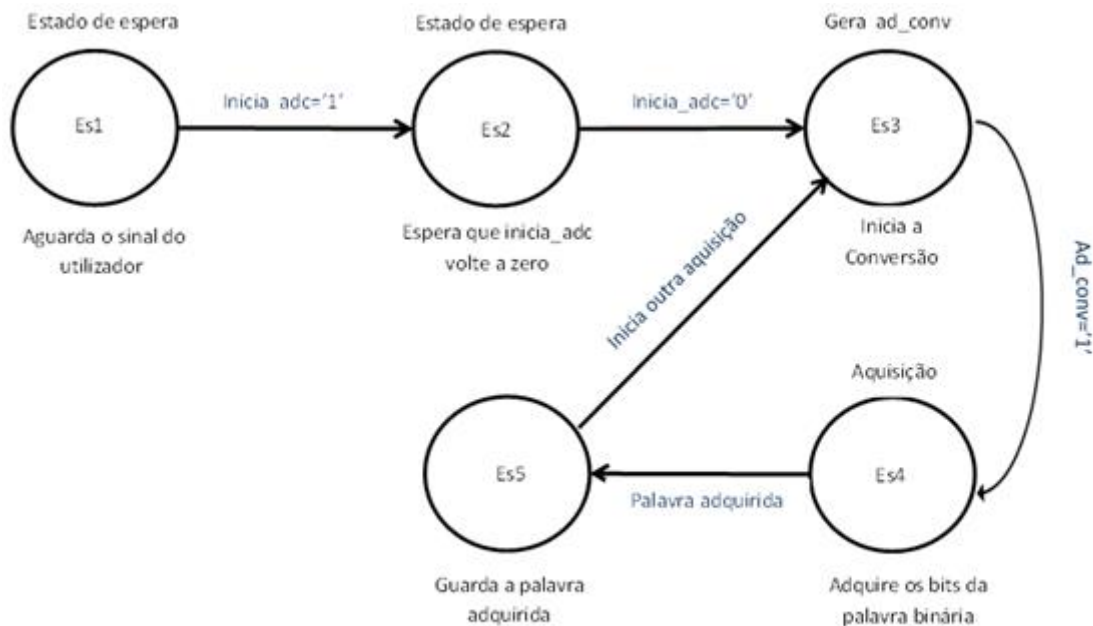 Estado de espera
Estado de espera
Gera ad_conv
Es1
Inicia adc='1'
Es2
Inicia_adc='0'
Es3
Aguarda o sinal do
utilizador
Espera que inicia_adc
volte a zero
Inicia a
Conversão
Inicia outra aquisição
Ad_conv='1'
Aquisição
Es5
Palavra adquirida
Es4
Guarda a palavra
adquirida
Adquire os bits da
palavra binária